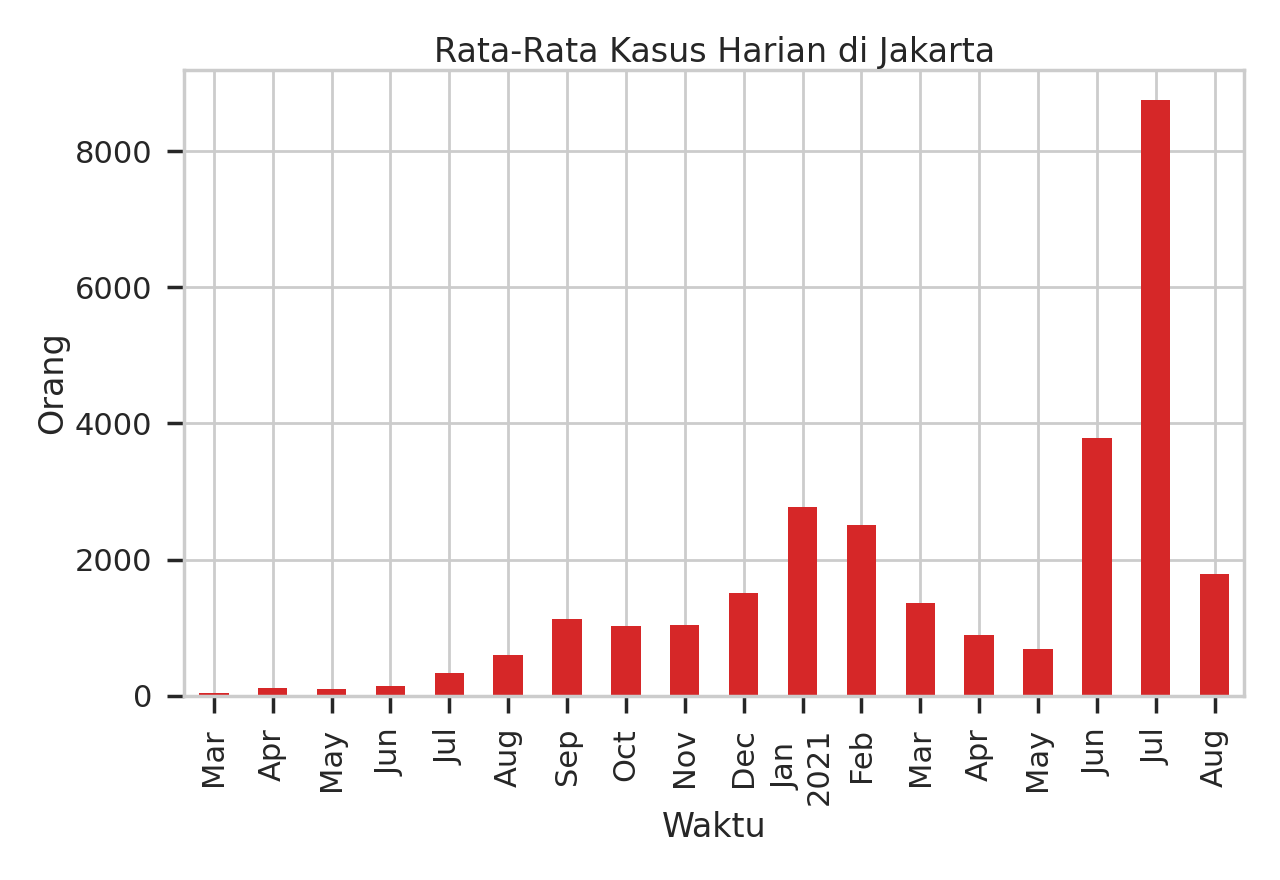 Rata-Rata Kasus Harian di Jakarta
8000
6000
4000
2000
0
Orang
Mar
Apr
May
Jun
Jul
Aug
Sep
Oct
Nov
Dec
Jan
2021
Feb
Mar
Apr
May
Jun
Jul
Aug
Waktu